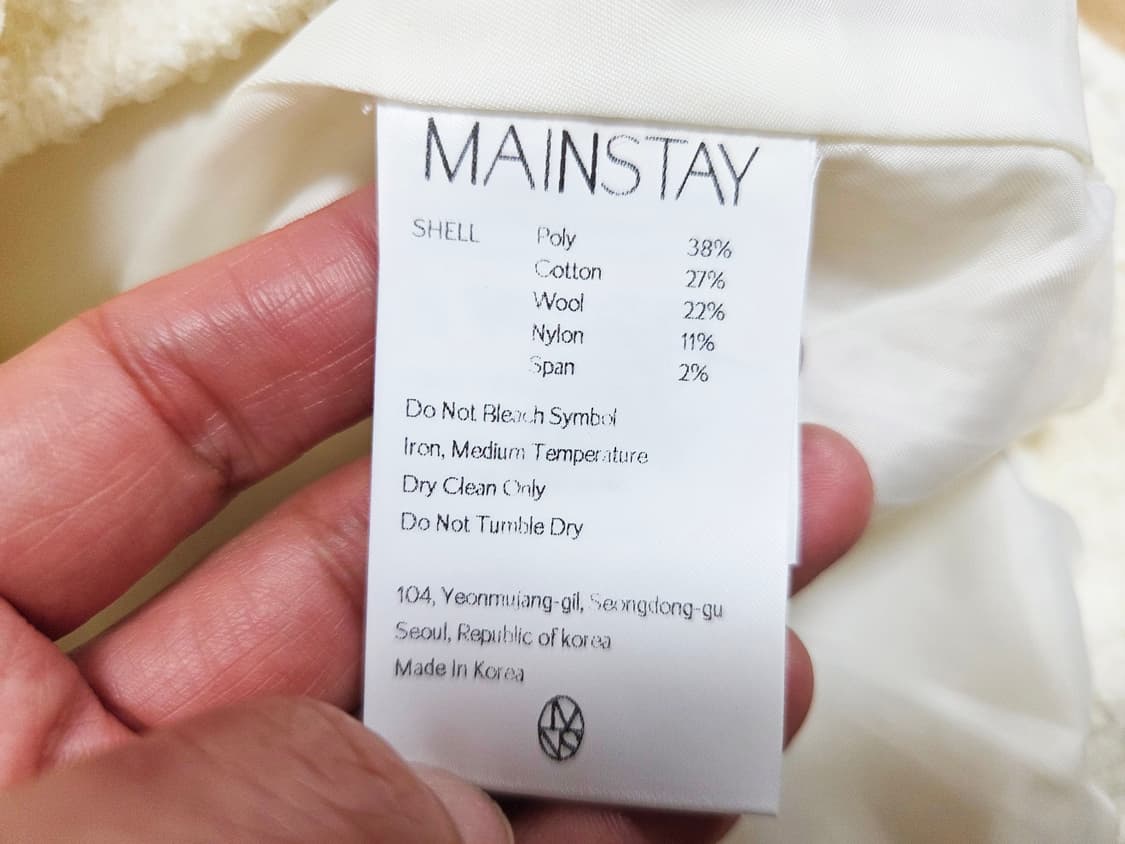 MAINSTAY
SHELL Poly 38%
Cotton 27%
Wool 22%
Nylon 11%
Span 2%
Do Not Bleach Symbol
Iron, Medium Temperature
Dry Clean Only
Do Not Tumble Dry
104, Yeonmujang-gil, Seongdong-gu
Seoul, Republic of korea
Made In Korea